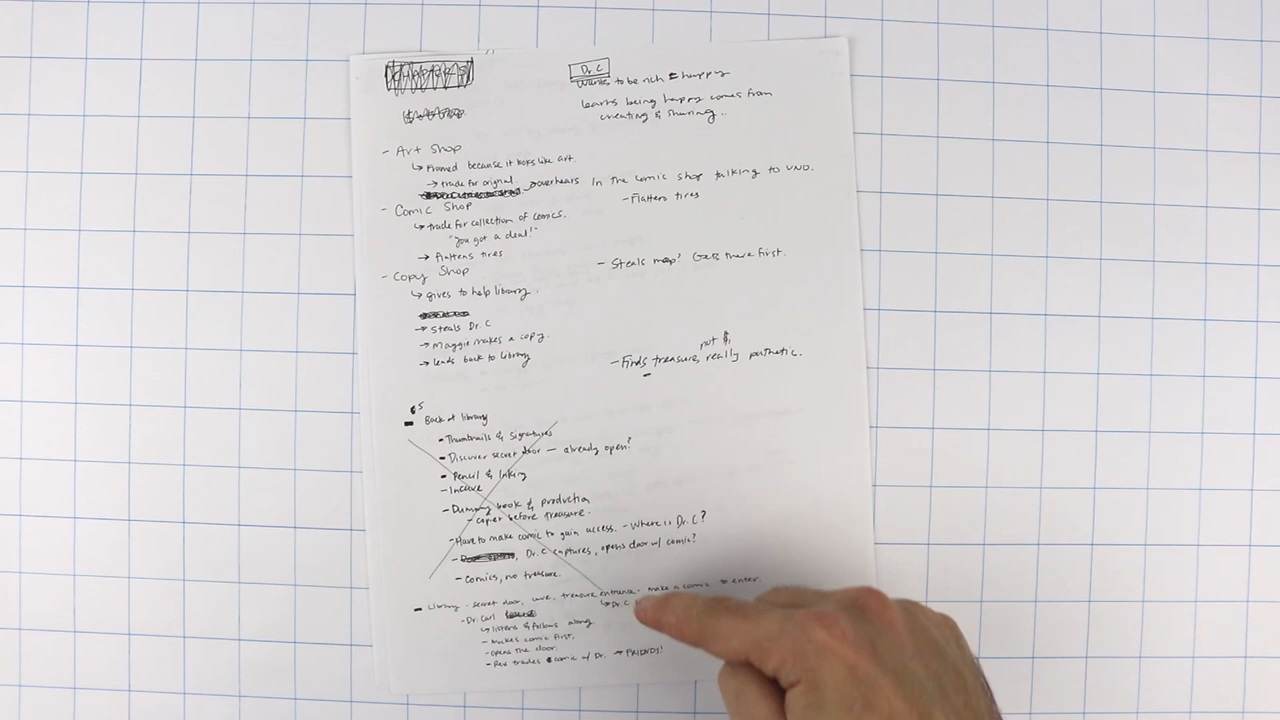 Dr. C
Wants to be rich = happy
Learns being happy comes from
creating & sharing..
- Art Shop
↳ Framed because it looks like art.
→ trade for original
→ overhears
In the comic shop talking to UNO.
- Flattens tires
- Comic Shop
↳ trade for collection of comics.
"You got a deal!"
→ flattens tires
- Copy Shop
↳ gives to help library.
→ Steals Dr. C
→ Maggie makes a copy.
→ leads back to library
- Steals map? Gets there first.
not $,
- Finds treasure, really pathetic.
5
Back at library
- Thumbnails & Signatures
- Discover secret door — already open?
- Pencil & Inking
- Dummy book & production
- copier before treasure.
- Have to make comic to gain access. - Where is Dr. C?
- Dr. C captures, opens door w/ comic?
- Comics, no treasure.
- Library - secret door, cave, treasure entrance - make a comic to enter.
↳ Dr. C
- Dr. Carl
↳ listens & follows along
- Makes comic first.
- opens the door.
- Rex trades comic w/ Dr. → FRIENDS!